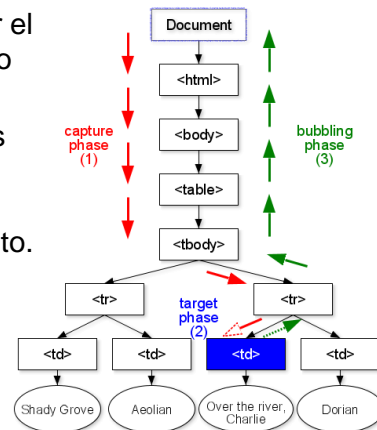 r el
o
s
to.
Document
<html>
<body>
<table>
<tbody>
capture
phase
(1)
bubbling
phase
(3)
<tr>
target
phase
(2)
<tr>
<td>
<td>
<td>
<td>
Shady Grove
Aeolian
Over the river,
Charlie
Dorian